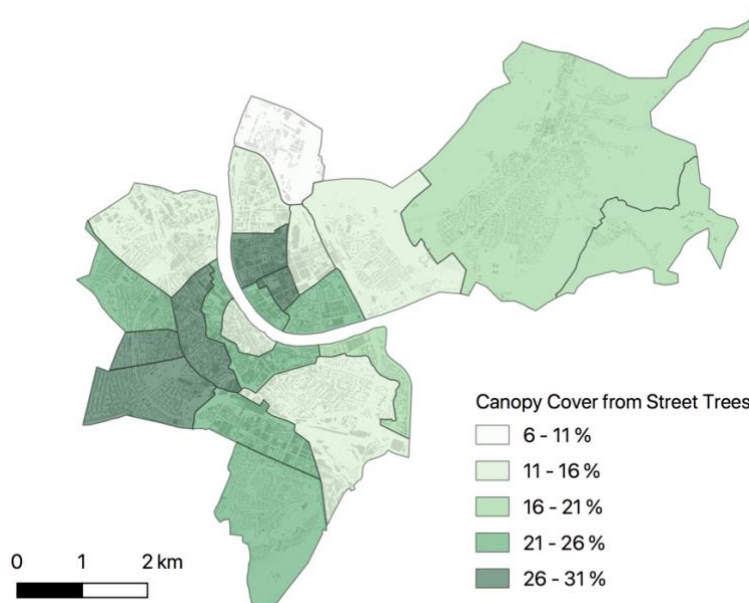 Canopy Cover from Street Trees
6 - 11 %
11 - 16 %
16 - 21 %
21 - 26 %
26 - 31 %
0 1 2 km